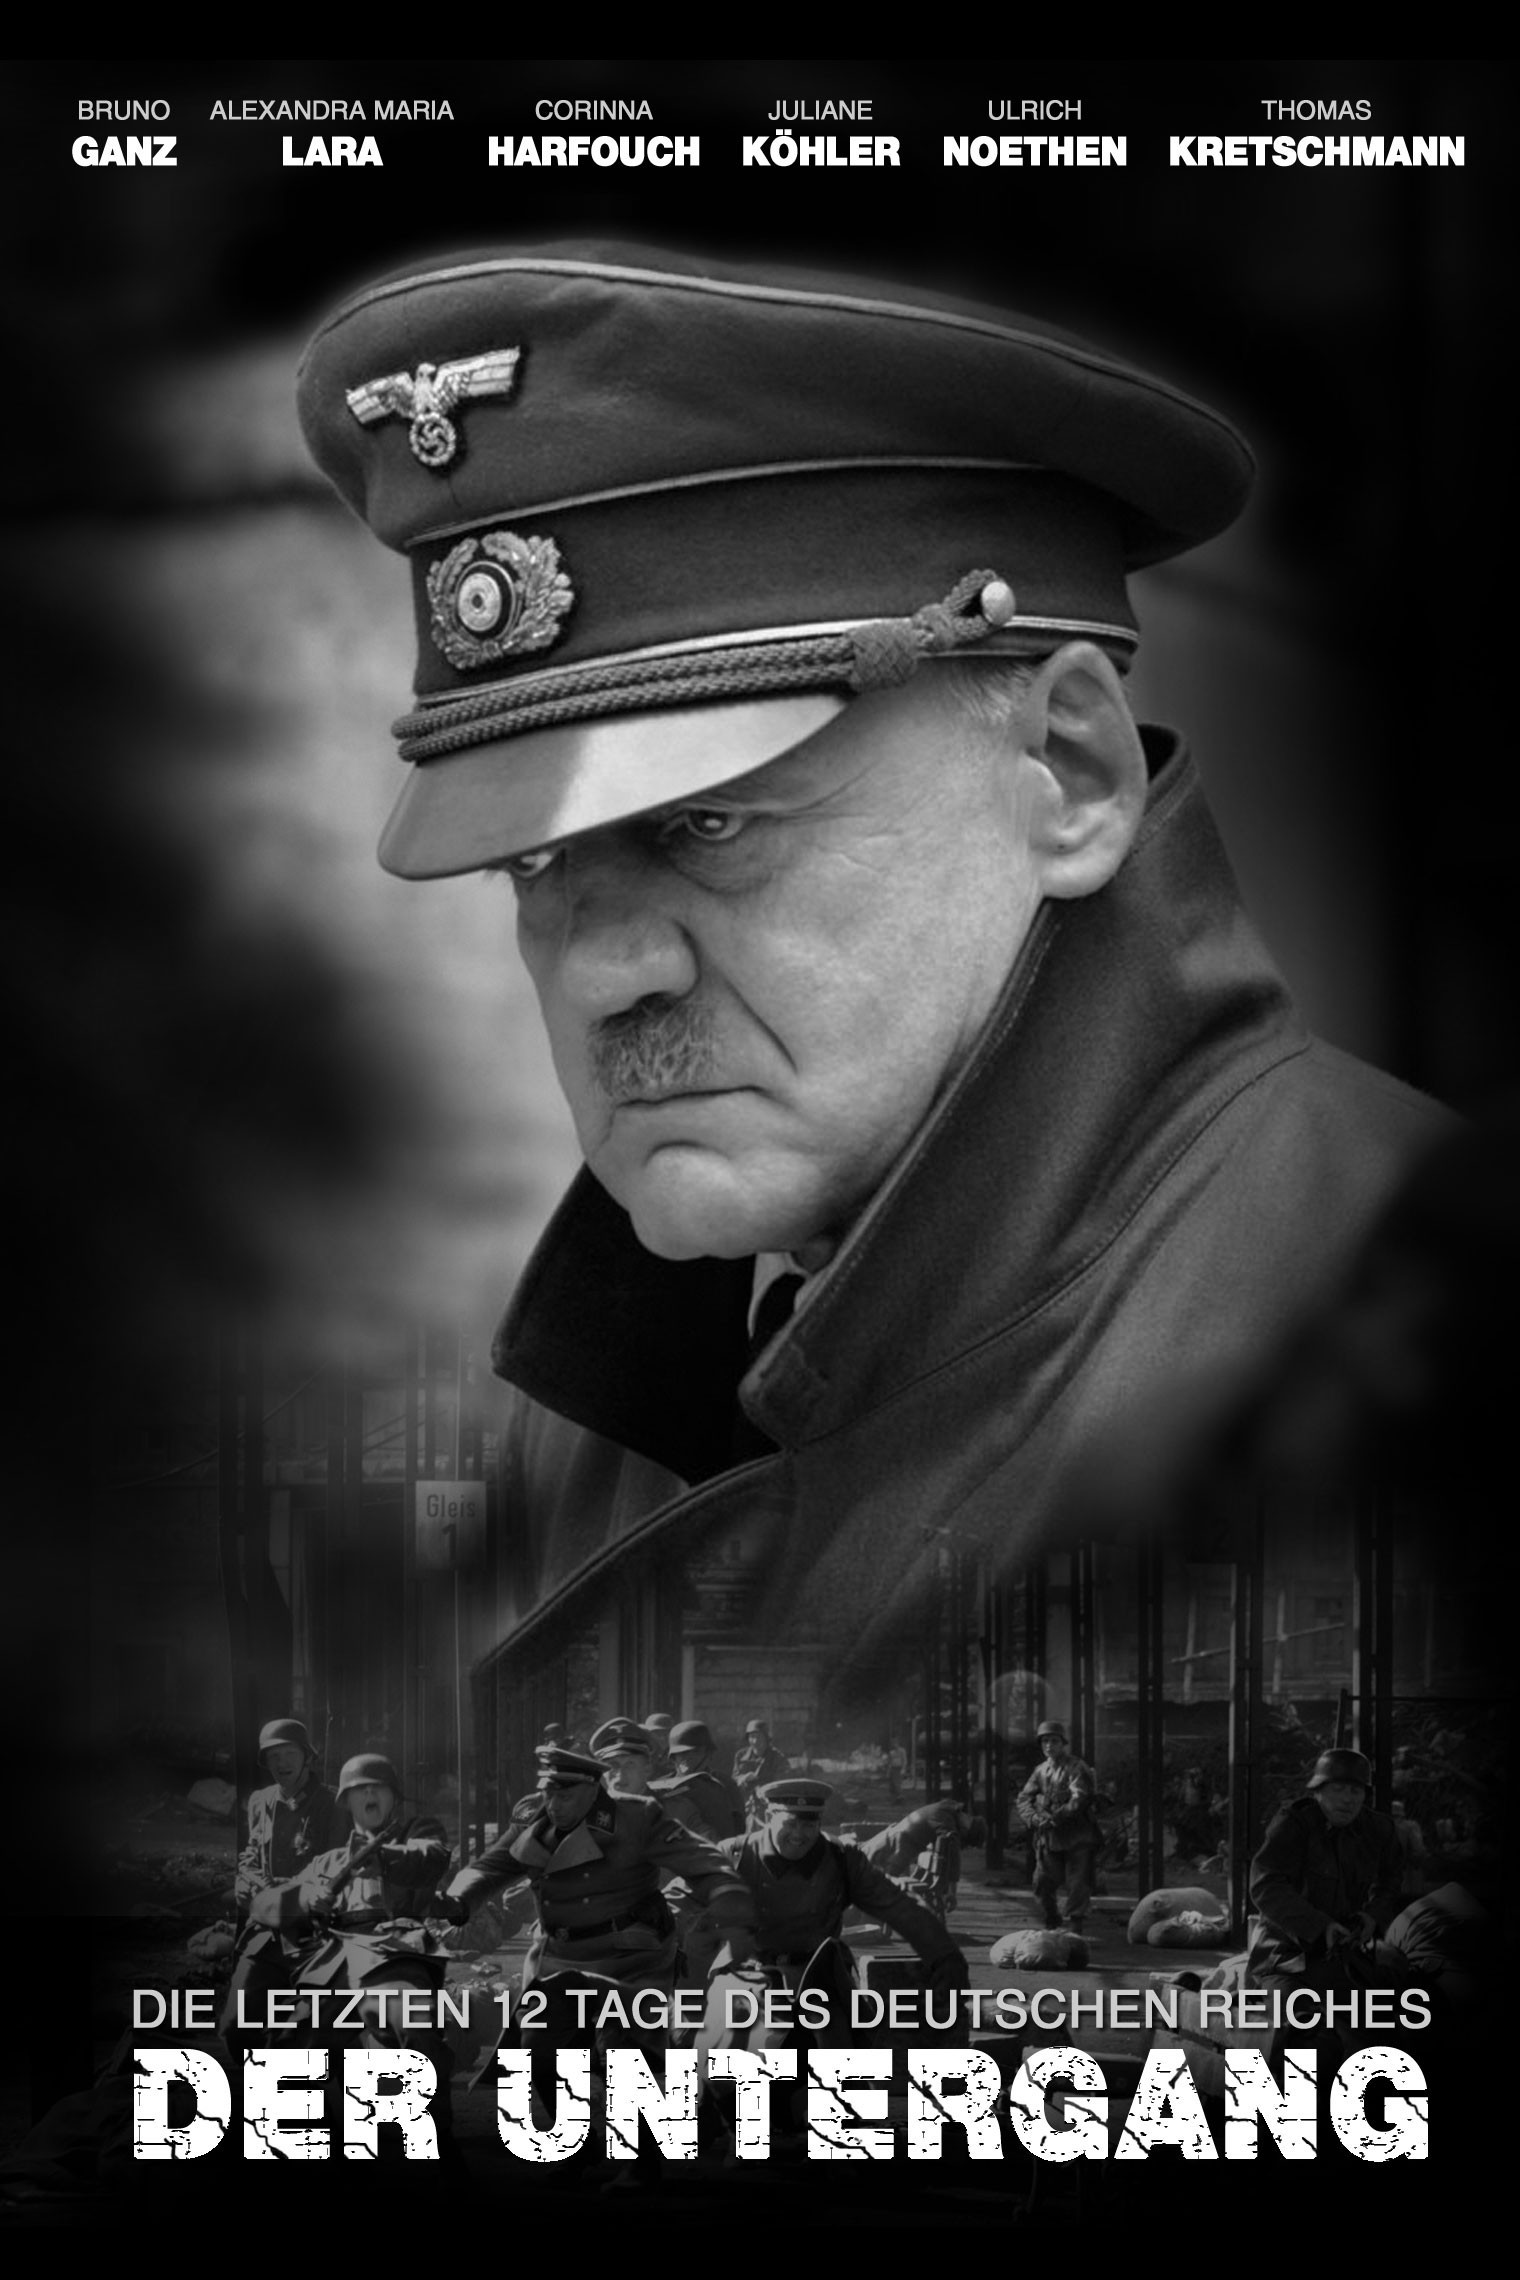 BRUNO ALEXANDRA MARIA CORINNA JULIANE ULRICH THOMAS
GANZ LARA HARFOUCH KÖHLER NOETHEN KRETSCHMANN
Gleis
1
DIE LETZTEN 12 TAGE DES DEUTSCHEN REICHES
DER UNTERGANG